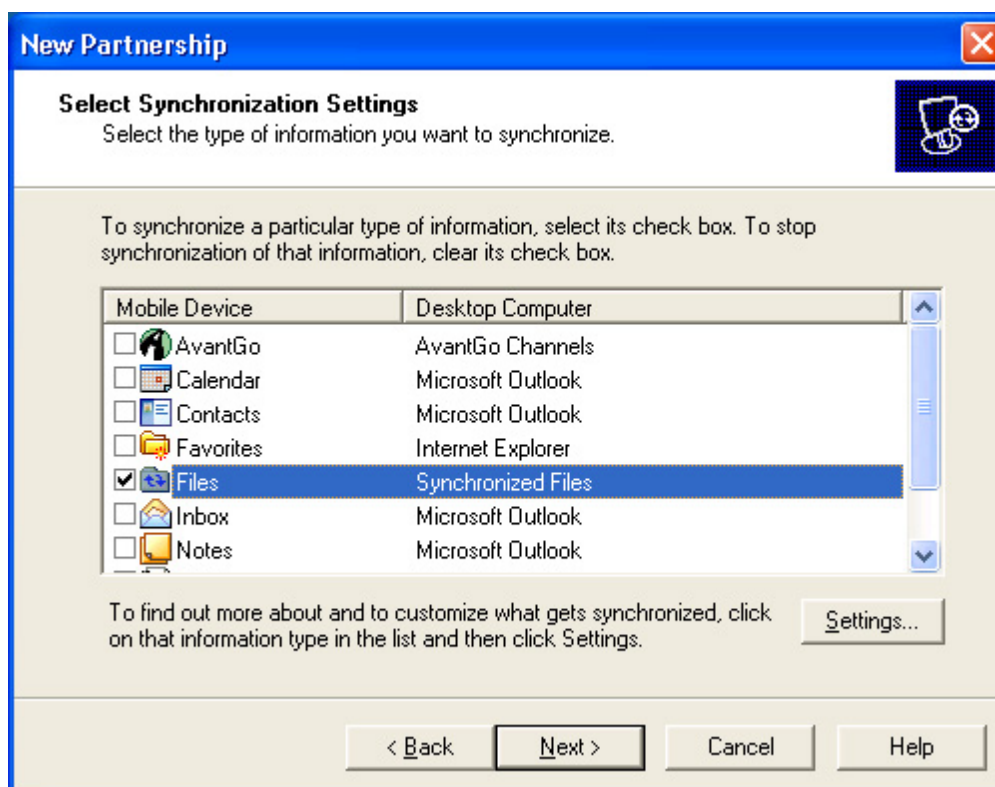 New Partnership
Select Synchronization Settings
Select the type of information you want to synchronize.
To synchronize a particular type of information, select its check box. To stop
synchronization of that information, clear its check box.
Mobile Device Desktop Computer
AvantGo AvantGo Channels
Calendar Microsoft Outlook
Contacts Microsoft Outlook
Favorites Internet Explorer
Files Synchronized Files
Inbox Microsoft Outlook
Notes Microsoft Outlook
To find out more about and to customize what gets synchronized, click
on that information type in the list and then click Settings.
Settings...
< Back Next > Cancel Help